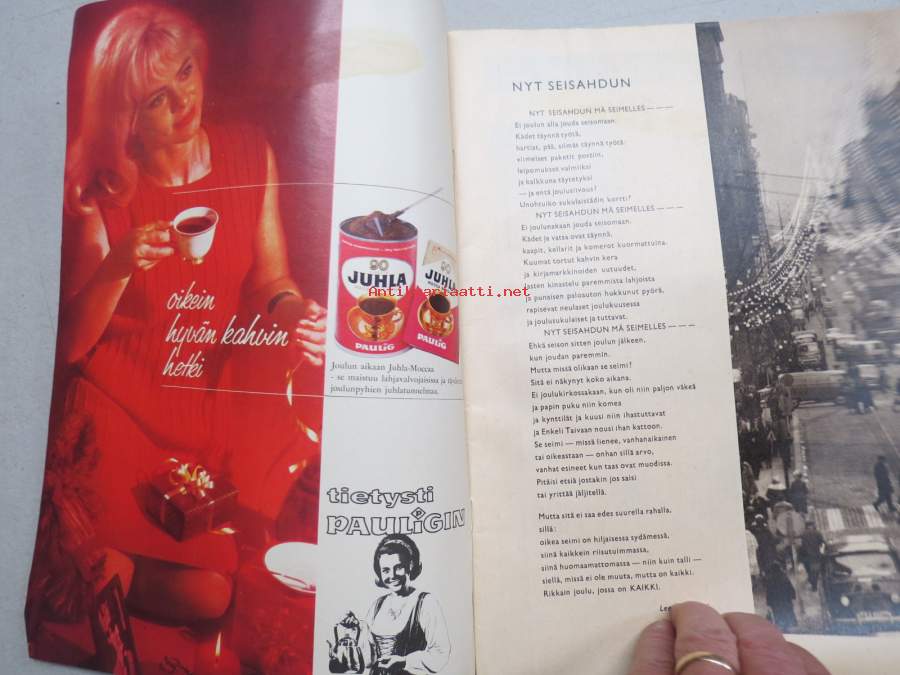 oikein
hyvän kahvin
hetki
90
JUHLA
PAULIG
90
JUHLA
PAULIG
Joulun aikaan Juhla-Moccaa
- se maistuu lahjavalvojaisissa ja
joulunpyhien juhlatunnelmaa.
tietysti
PAULIGIN
Antikvariaatti.net
NYT SEISAHDUN
NYT SEISAHDUN MÄ SEIMELLES — — —
Ei joulun alla jouda seisomaan.
Kädet täynnä työtä,
hartiat, pää, silmät täynnä työtä:
viimeiset paketit postiin,
leipomukset valmiiksi
ja kalkkuna täytetyksi
— ja entä joulusiivous?
Unohtuiko sukulaistädin kortti?
NYT SEISAHDUN MÄ SEIMELLES — — —
Ei joulunakaan jouda seisomaan.
Kädet ja vatsa ovat täynnä,
kaapit, kellarit ja komerot kuormattuina.
Kuumat tortut kahvin kera
ja kirjamarkkinoiden uutuudet,
lasten kinastelu paremmista lahjoista
ja punaisen paloauton hukkunut pyörä,
rapisevat neulaset joulukuusessa
ja joulusukulaiset ja tuttavat.
NYT SEISAHDUN MÄ SEIMELLES — — —
Ehkä seison sitten joulun jälkeen,
kun joudan paremmin.
Mutta missä olikaan se seimi?
Sitä ei näkynyt koko aikana.
Ei joulukirkossakaan, kun oli niin paljon väkeä
ja papin puku niin komea
ja kynttilät ja kuusi niin ihastuttavat
ja Enkeli Taivaan nousi ihan kattoon.
Se seimi — missä lienee, vanhanaikainen
tai oikeastaan — onhan sillä arvo,
vanhat esineet kun taas ovat muodissa.
Pitäisi etsiä jostakin jos saisi
tai yrittää jäljitellä.
Mutta sitä ei saa edes suurella rahalla,
sillä:
oikea seimi on hiljaisessa sydämessä,
siinä kaikkein riisutuimmassa,
siinä huomaamattomassa — niin kuin talli —
siellä, missä ei ole muuta, mutta on kaikki.
Rikkain joulu, jossa on KAIKKI.